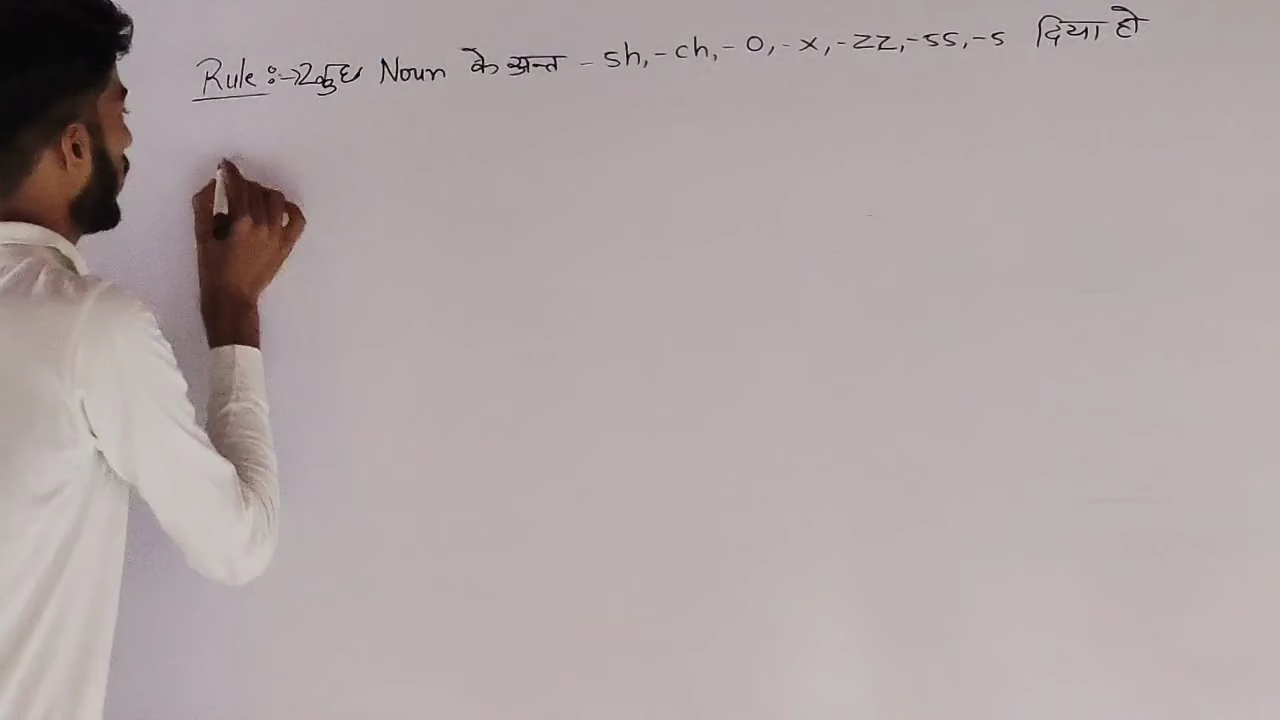 Rule :→2 कुछ Noun के अन्त - sh, -ch, - o, - x, -zz, -ss, -s दिया हो